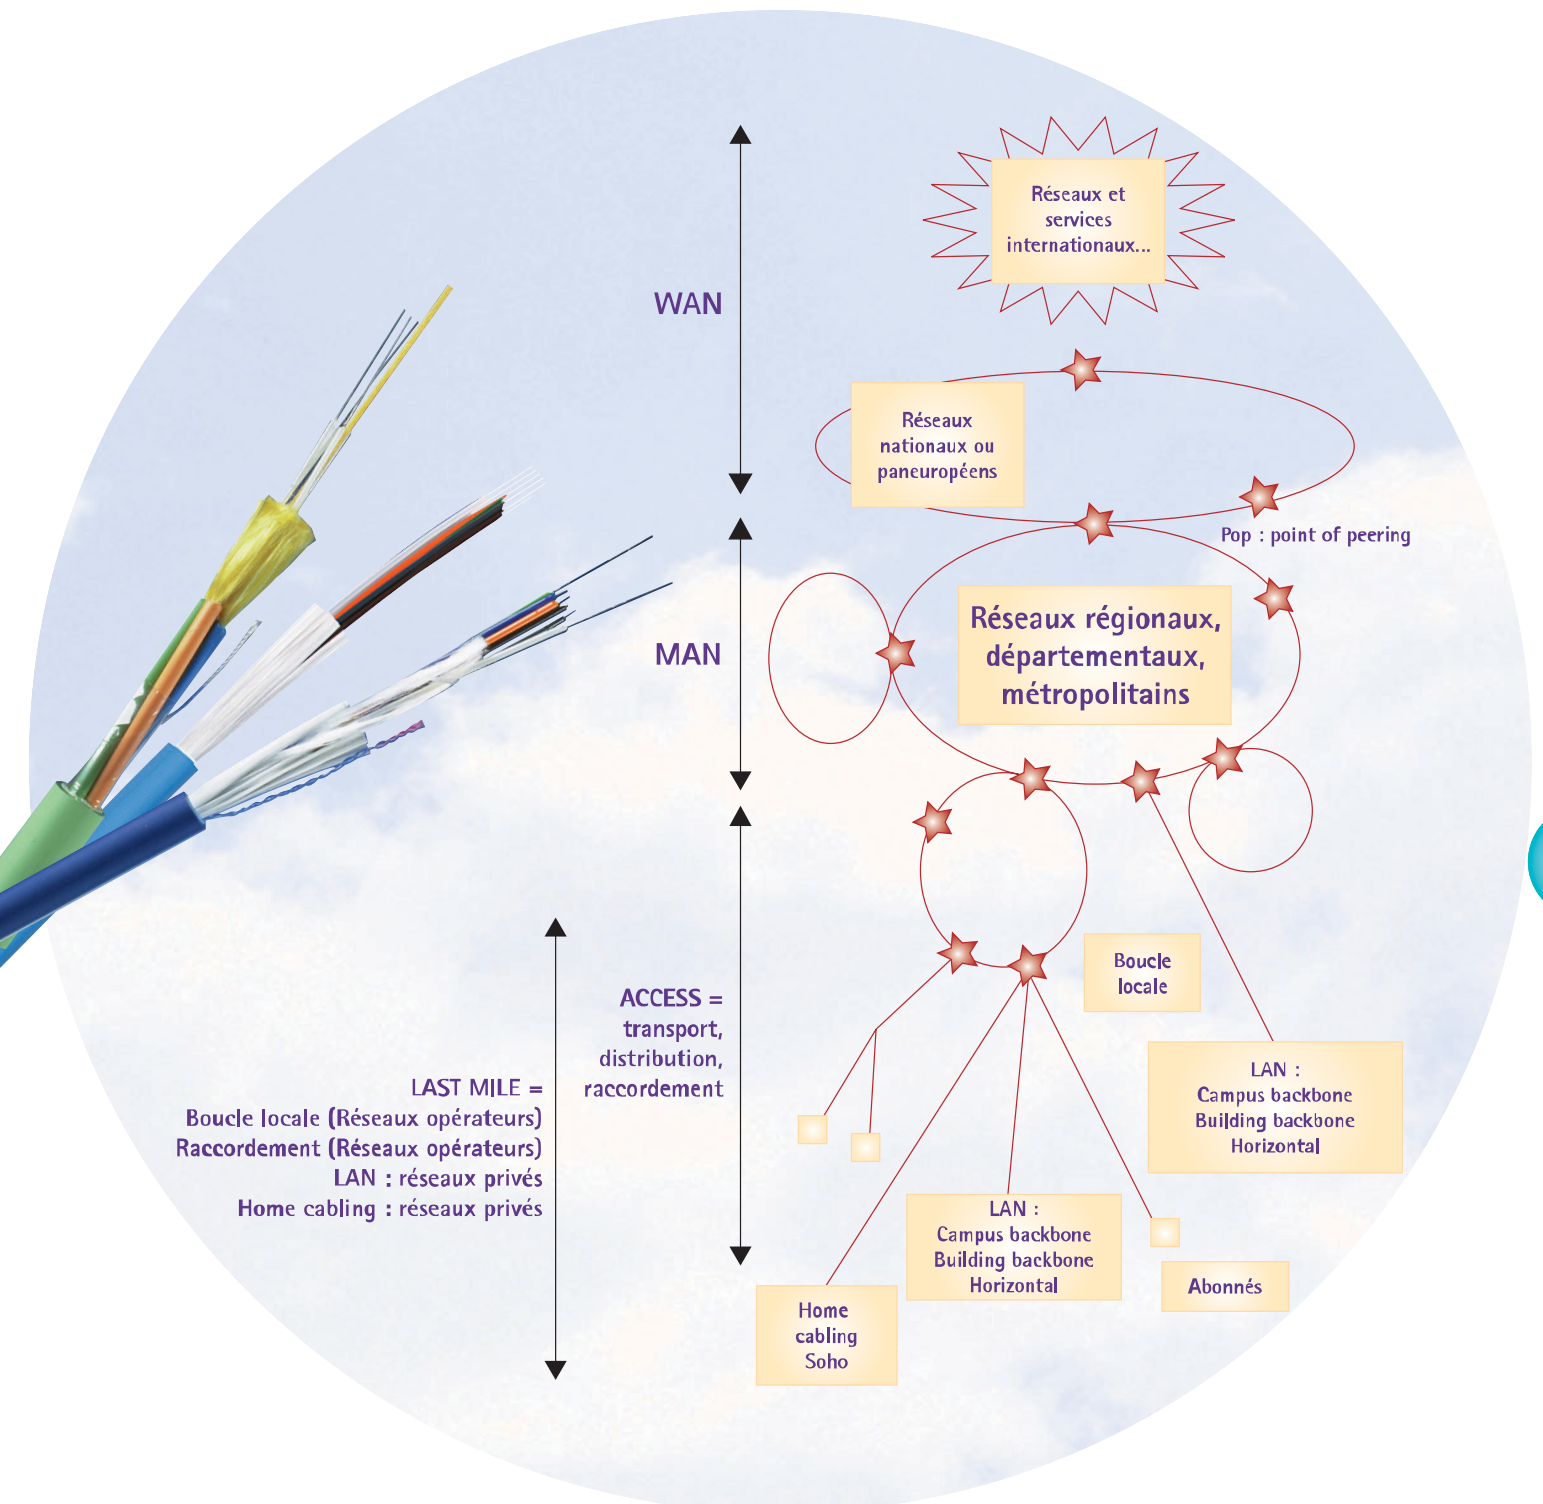 WAN
Réseaux et
services
internationaux...
Réseaux
nationaux ou
paneuropéens
Pop : point of peering
MAN
Réseaux régionaux,
départementaux,
métropolitains
ACCESS =
transport,
distribution,
raccordement
Boucle
locale
LAST MILE =
Boucle locale (Réseaux opérateurs)
Raccordement (Réseaux opérateurs)
LAN : réseaux privés
Home cabling : réseaux privés
LAN :
Campus backbone
Building backbone
Horizontal
LAN :
Campus backbone
Building backbone
Horizontal
Abonnés
Home
cabling
Soho